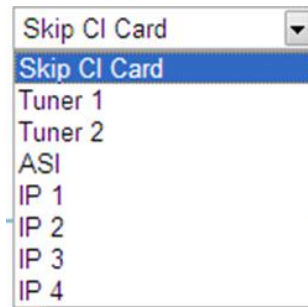 Skip CI Card
Skip CI Card
Tuner 1
Tuner 2
ASI
IP 1
IP 2
IP 3
IP 4